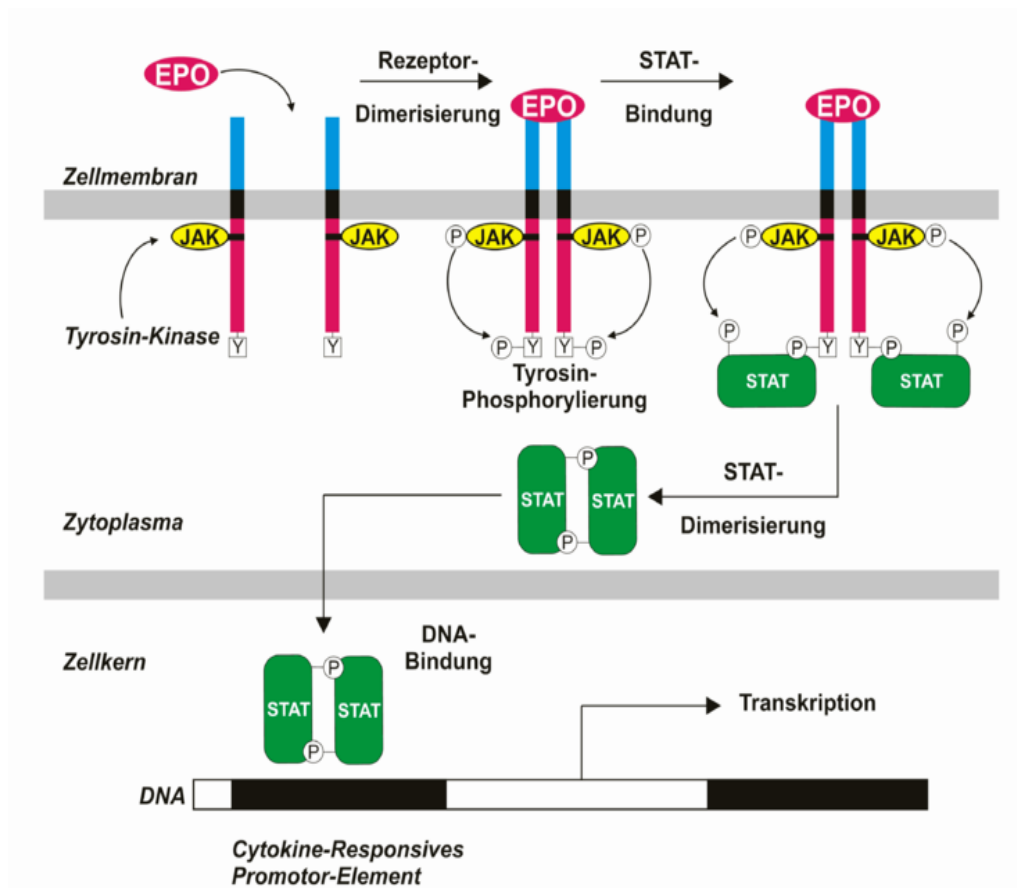 EPO
Rezeptor-
Dimerisierung
STAT-
Bindung
EPO
EPO
Zellmembran
JAK
JAK
P
JAK
JAK
P
P
JAK
JAK
P
Tyrosin-Kinase
Y
Y
P
Y
Y
P
P
P
Y
Y
P
P
STAT
STAT
Tyrosin-
Phosphorylierung
STAT
P
STAT
P
STAT-
Dimerisierung
Zytoplasma
Zellkern
DNA-
Bindung
STAT
P
STAT
P
Transkription
DNA
Cytokine-Responsives
Promotor-Element